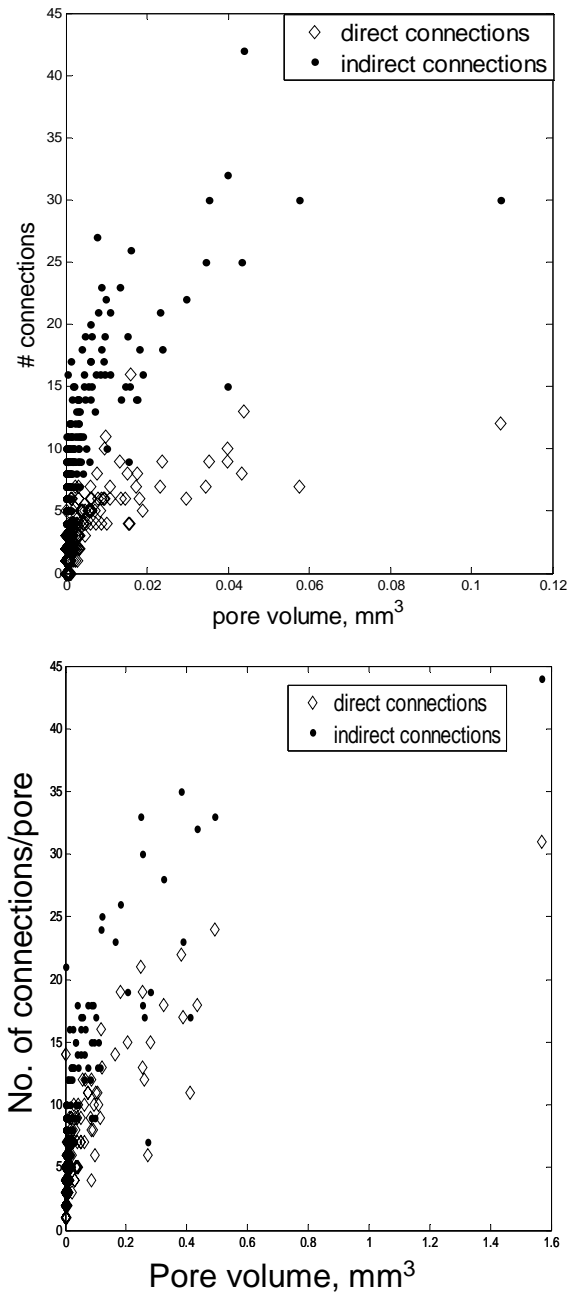 45
40
35
30
25
20
15
10
5
0
# connections
direct connections
indirect connections
0 0.02 0.04 0.06 0.08 0.1 0.12
pore volume, mm³
45
40
35
30
25
20
15
10
5
0
No. of connections/pore
direct connections
indirect connections
0 0.2 0.4 0.6 0.8 1 1.2 1.4 1.6
Pore volume, mm³